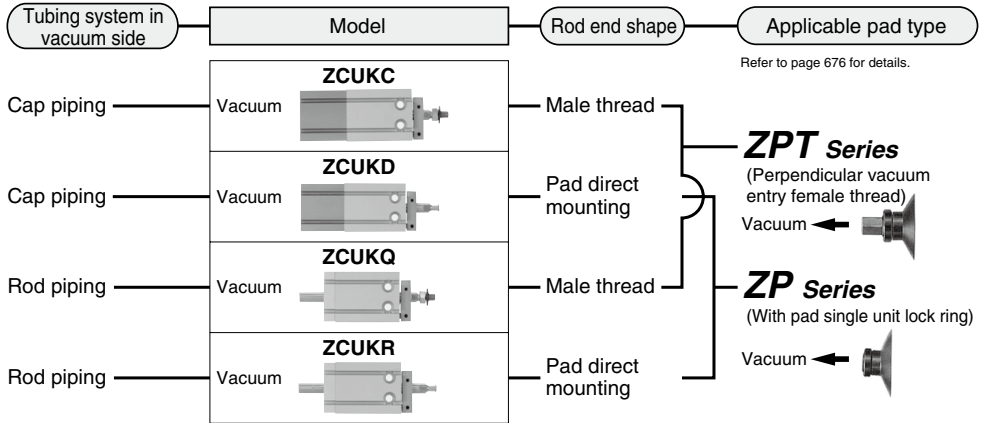 Tubing system in
vacuum side
Model
Rod end shape
Applicable pad type
Refer to page 676 for details.
ZCUKC
Cap piping
Vacuum
Male thread
ZCUKD
Cap piping
Vacuum
Pad direct
mounting
ZCUKQ
Rod piping
Vacuum
Male thread
ZCUKR
Rod piping
Vacuum
Pad direct
mounting
ZPT Series
(Perpendicular vacuum
entry female thread)
Vacuum
ZP Series
(With pad single unit lock ring)
Vacuum